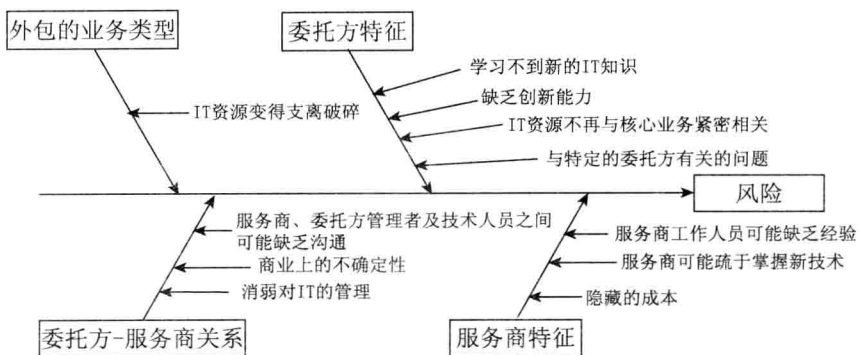 外包的业务类型
委托方特征
学习不到新的IT知识
缺乏创新能力
IT资源变得支离破碎
IT资源不再与核心业务紧密相关
与特定的委托方有关的问题
风险
服务商、委托方管理者及技术人员之间
可能缺乏沟通
商业上的不确定性
消弱对IT的管理
服务商工作人员可能缺乏经验
服务商可能疏于掌握新技术
隐藏的成本
委托方-服务商关系
服务商特征